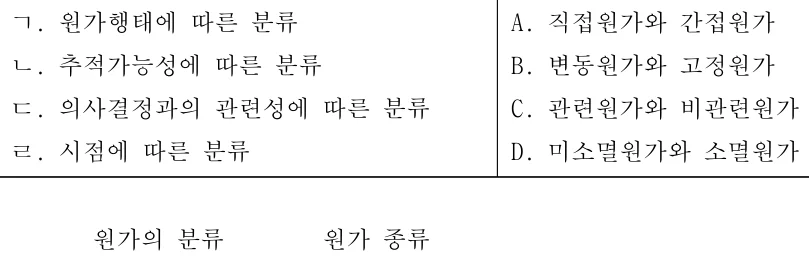 ㄱ. 원가행태에 따른 분류 A. 직접원가와 간접원가
ㄴ. 추적가능성에 따른 분류 B. 변동원가와 고정원가
ㄷ. 의사결정과의 관련성에 따른 분류 C. 관련원가와 비관련원가
ㄹ. 시점에 따른 분류 D. 미소멸원가와 소멸원가
원가의 분류 원가 종류